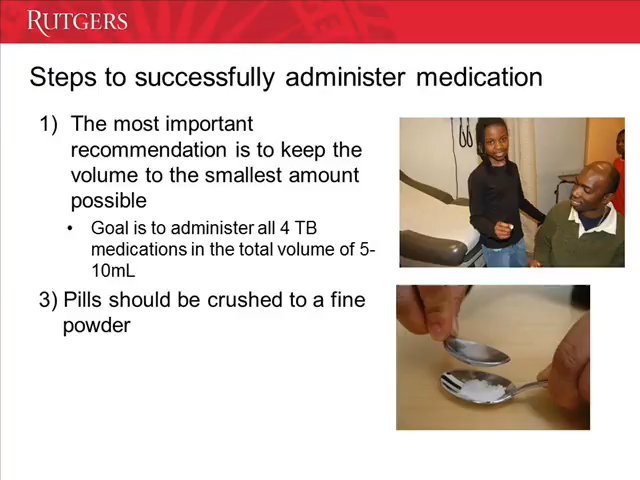 RUTGERS
Steps to successfully administer medication
1) The most important
recommendation is to keep the
volume to the smallest amount
possible
• Goal is to administer all 4 TB
medications in the total volume of 5-
10mL
3) Pills should be crushed to a fine
powder